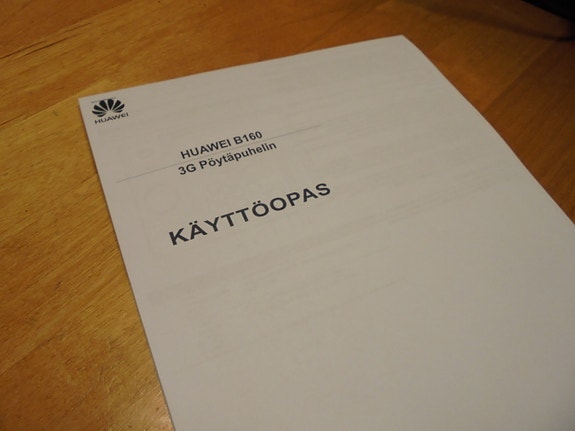 HUAWEI
HUAWEI B160
3G Pöytäpuhelin
KÄYTTÖOPAS